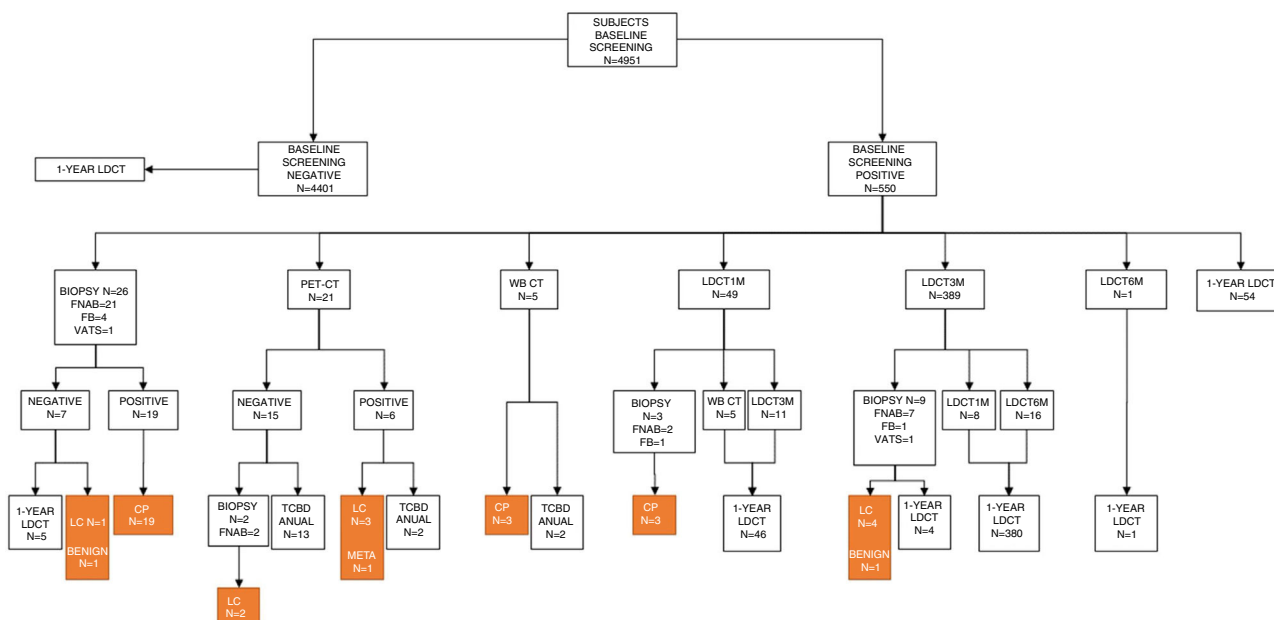 SUBJECTS
BASELINE
SCREENING
N=4951
1-YEAR LDCT
BASELINE
SCREENING
NEGATIVE
N=4401
BASELINE
SCREENING
POSITIVE
N=550
BIOPSY N=26
FNAB=21
FB=4
VATS=1
PET-CT
N=21
WB CT
N=5
LDCT1M
N=49
LDCT3M
N=389
LDCT6M
N=1
1-YEAR LDCT
N=54
NEGATIVE
N=7
POSITIVE
N=19
NEGATIVE
N=15
POSITIVE
N=6
BIOPSY
N=3
FNAB=2
FB=1
WB CT
N=5
LDCT3M
N=11
BIOPSY N=9
FNAB=7
FB=1
VATS=1
LDCT1M
N=8
LDCT6M
N=16
1-YEAR
LDCT
N=5
LC N=1
BENIGN
N=1
CP
N=19
BIOPSY
N=2
FNAB=2
TCBD
ANUAL
N=13
LC
N=3
META
N=1
TCBD
ANUAL
N=2
CP
N=3
TCBD
ANUAL
N=2
CP
N=3
1-YEAR
LDCT
N=46
LC
N=4
BENIGN
N=1
1-YEAR
LDCT
N=4
1-YEAR
LDCT
N=380
1-YEAR
LDCT
N=1
LC
N=2